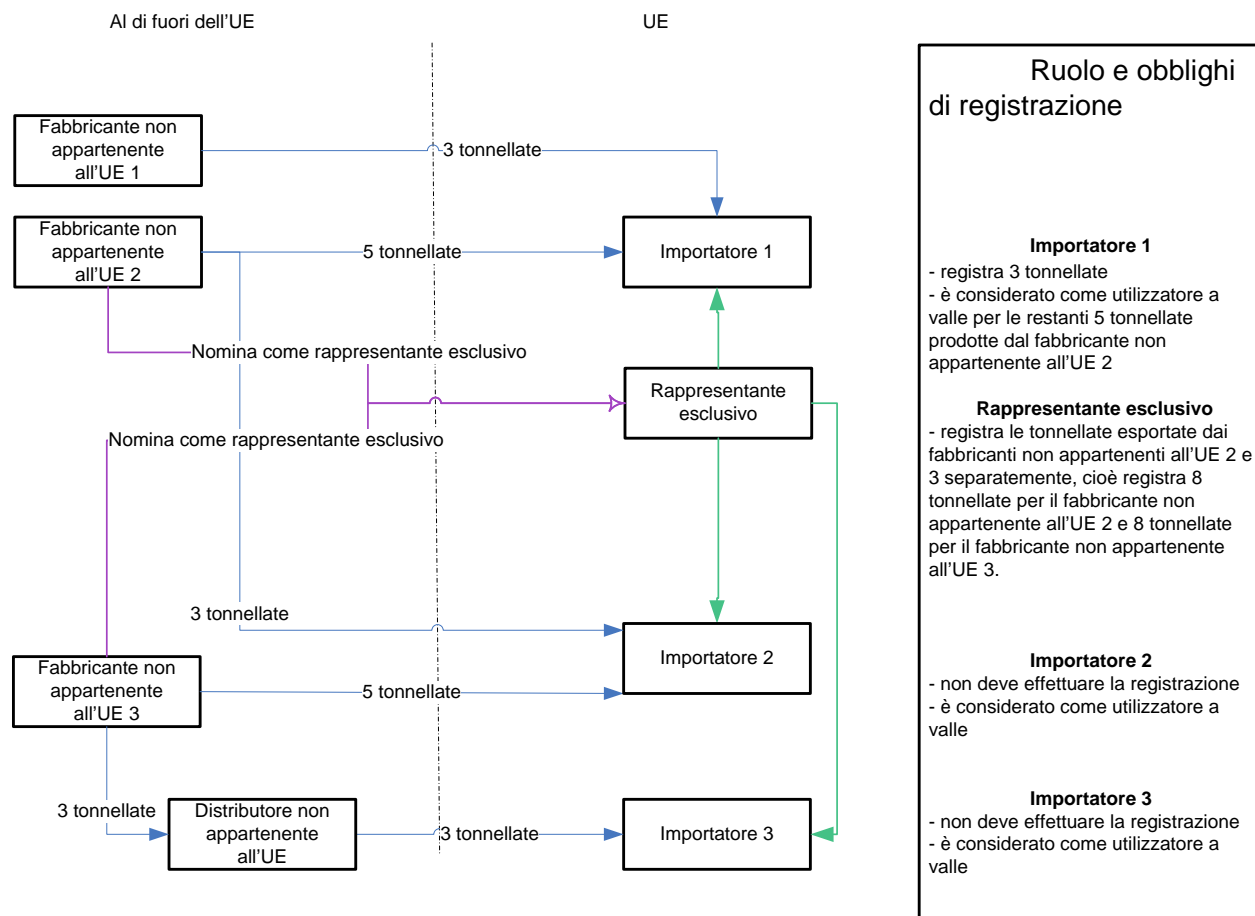 Al di fuori dell'UE
UE
Fabbricante non
appartenente
all'UE 1
3 tonnellate
Fabbricante non
appartenente
all'UE 2
5 tonnellate
Importatore 1
Nomina come rappresentante esclusivo
Rappresentante
esclusivo
Nomina come rappresentante esclusivo
3 tonnellate
Importatore 2
Fabbricante non
appartenente
all'UE 3
5 tonnellate
3 tonnellate
Distributore non
appartenente
all'UE
3 tonnellate
Importatore 3
Ruolo e obblighi
di registrazione
Importatore 1
- registra 3 tonnellate
- è considerato come utilizzatore a
valle per le restanti 5 tonnellate
prodotte dal fabbricante non
appartenente all'UE 2
Rappresentante esclusivo
- registra le tonnellate esportate dai
fabbricanti non appartenenti all'UE 2 e
3 separatemente, cioè registra 8
tonnellate per il fabbricante non
appartenente all'UE 2 e 8 tonnellate
per il fabbricante non appartenente
all'UE 3.
Importatore 2
- non deve effettuare la registrazione
- è considerato come utilizzatore a
valle
Importatore 3
- non deve effettuare la registrazione
- è considerato come utilizzatore a
valle